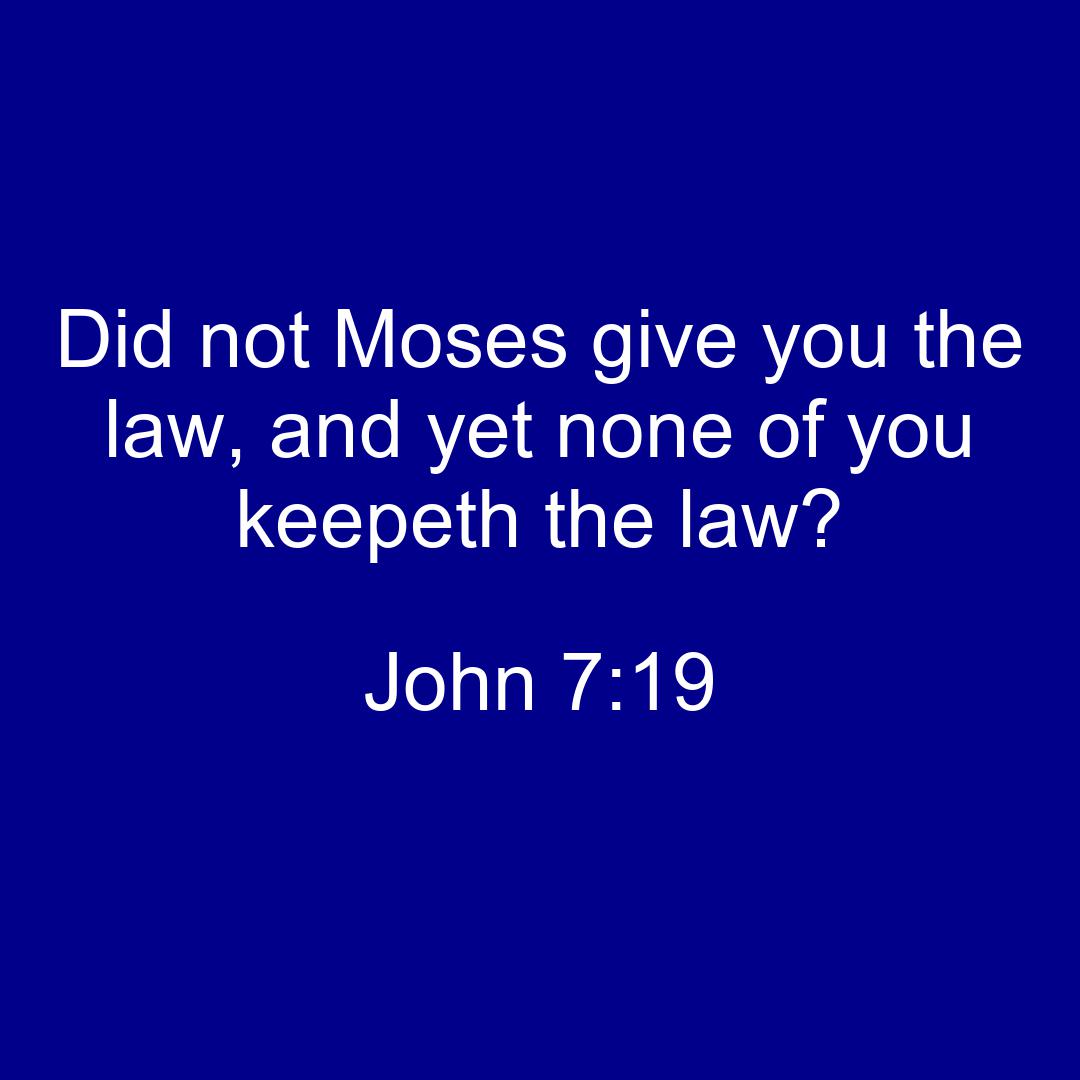 Did not Moses give you the
law, and yet none of you
keepeth the law?
John 7:19